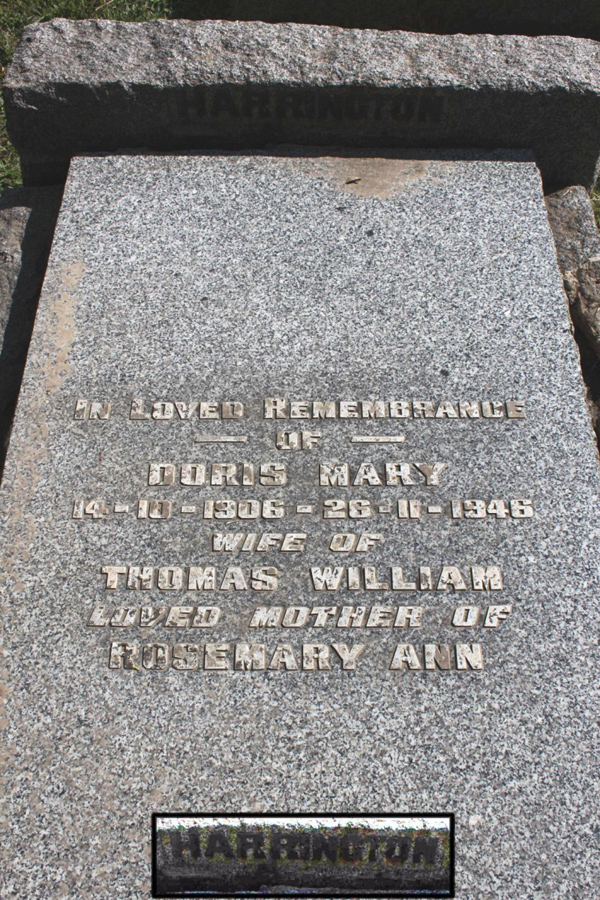 HARRINGTON
IN LOVED REMEMBRANCE
— OF —
DORIS MARY
14-10-1906-26-11-1946
WIFE OF
THOMAS WILLIAM
LOVED MOTHER OF
ROSEMARY ANN
HARRINGTON